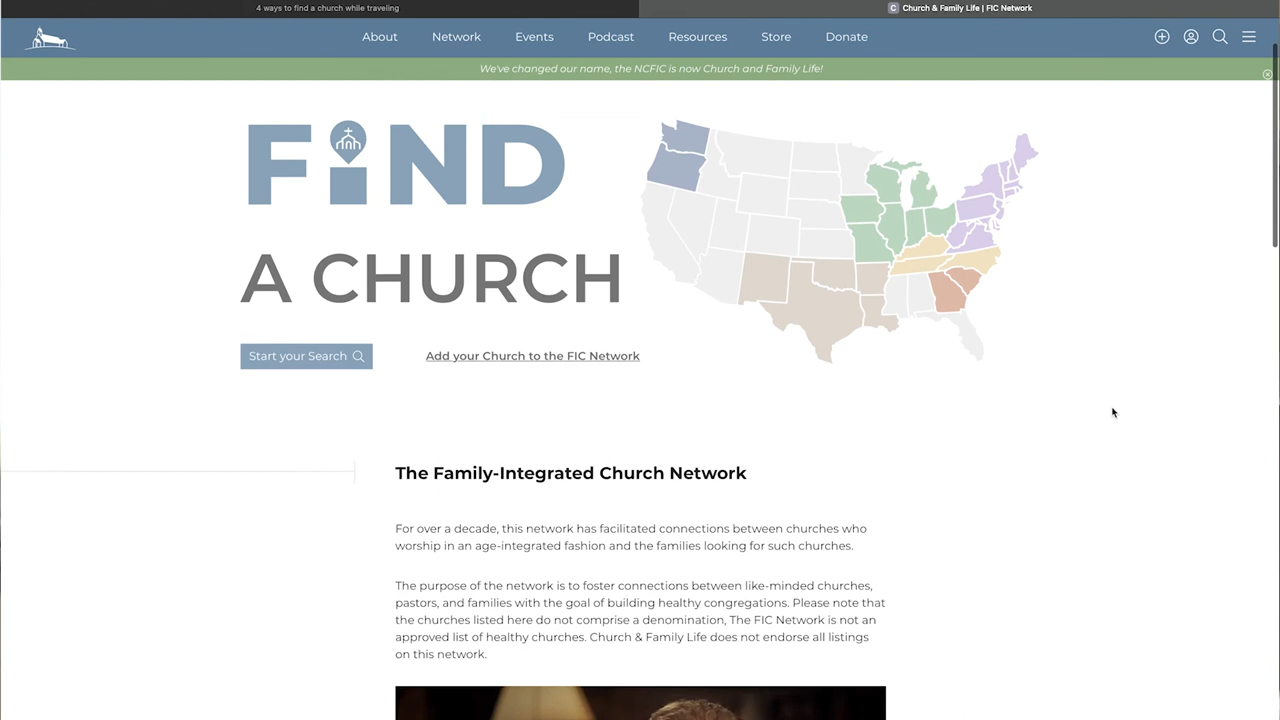 4 ways to find a church while traveling
C Church & Family Life | FIC Network
About Network Events Podcast Resources Store Donate
We've changed our name, the NCFIC is now Church and Family Life!
FiND
A CHURCH
Start your Search
Add your Church to the FIC Network
The Family-Integrated Church Network
For over a decade, this network has facilitated connections between churches who
worship in an age-integrated fashion and the families looking for such churches.
The purpose of the network is to foster connections between like-minded churches,
pastors, and families with the goal of building healthy congregations. Please note that
the churches listed here do not comprise a denomination, The FIC Network is not an
approved list of healthy churches. Church & Family Life does not endorse all listings
on this network.